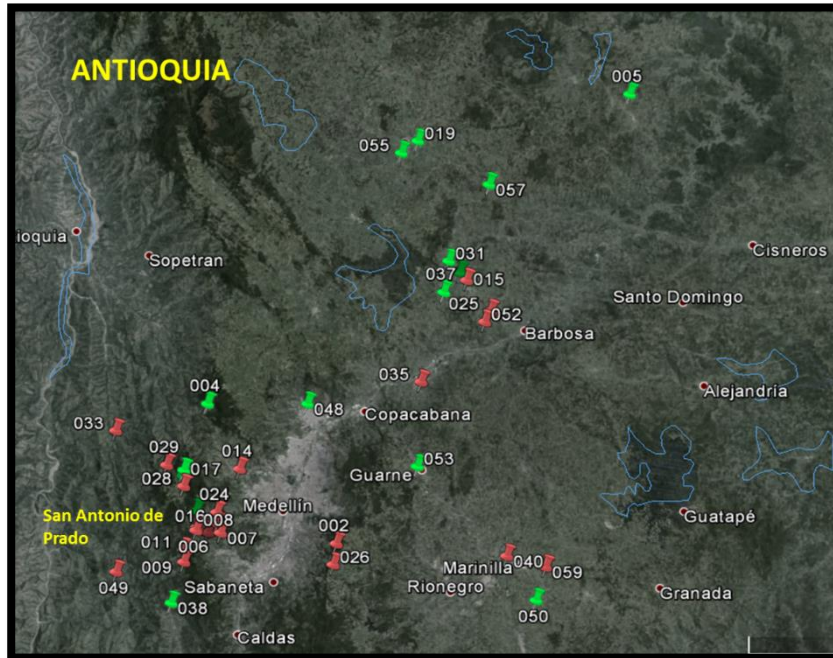 ANTIOQUIA
005
055
019
057
ioquia
Sopetran
031
037
015
Cisneros
025
052
Santo Domingo
Barbosa
035
004
048
Copacabana
Alejandría
033
029
014
017
053
028
Guarne
024
Medellín
San Antonio de
Prado
016
008
007
002
Guatapé
011
006
009
026
Marinilla
040
059
049
Sabaneta
Rionegro
Granada
038
050
Caldas